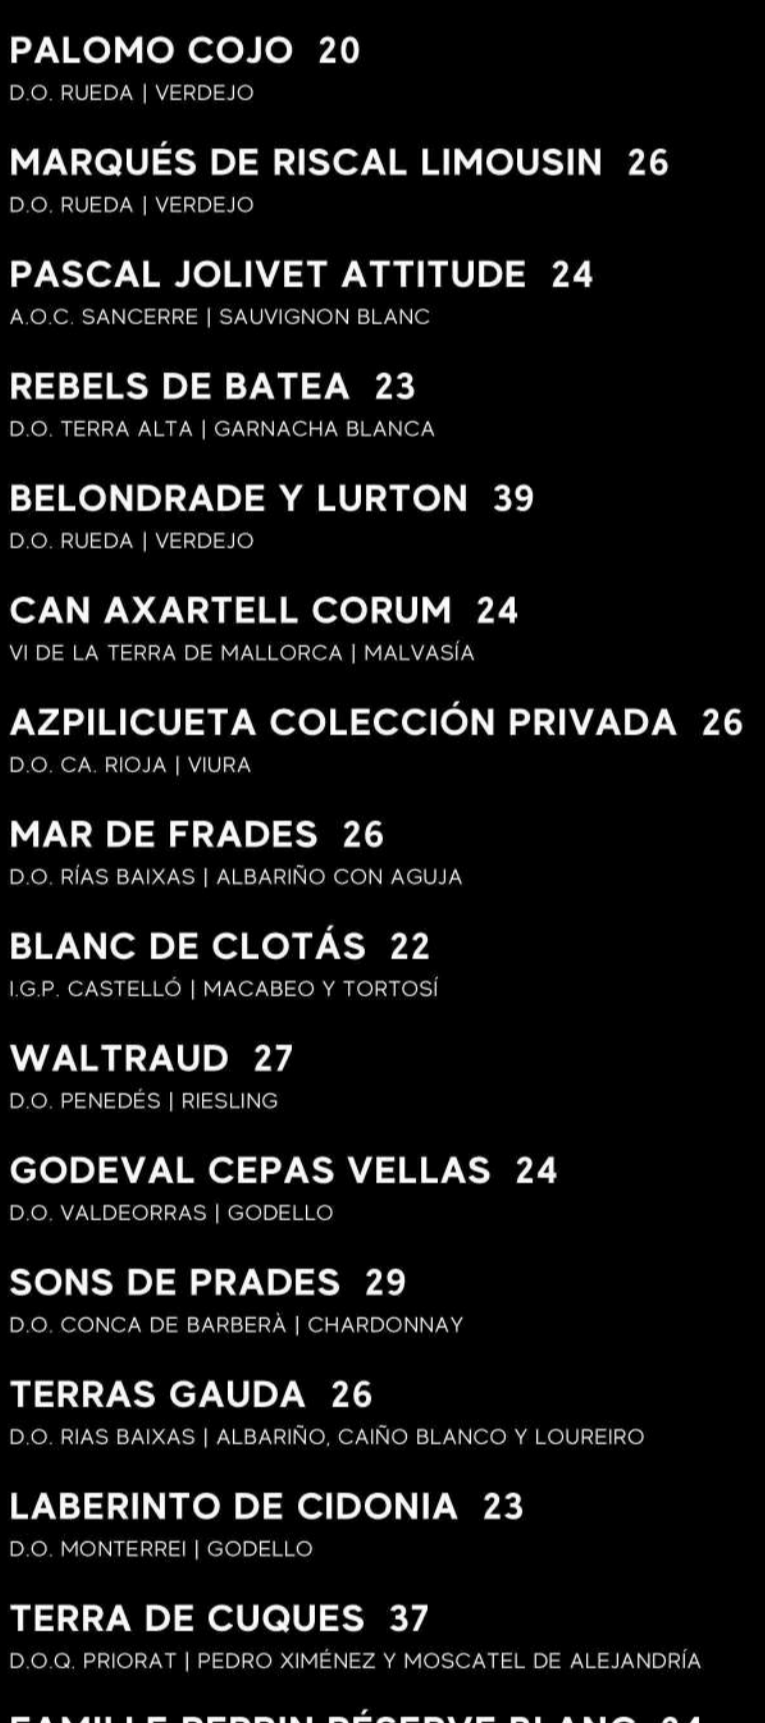 PALOMO COJO 20
D.O. RUEDA | VERDEJO
MARQUÉS DE RISCAL LIMOUSIN 26
D.O. RUEDA | VERDEJO
PASCAL JOLIVET ATTITUDE 24
A.O.C. SANCERRE | SAUVIGNON BLANC
REBELS DE BATEA 23
D.O. TERRA ALTA | GARNACHA BLANCA
BELONDRADE Y LURTON 39
D.O. RUEDA | VERDEJO
CAN AXARTELL CORUM 24
VI DE LA TERRA DE MALLORCA | MALVASÍA
AZPILICUETA COLECCIÓN PRIVADA 26
D.O. CA. RIOJA | VIURA
MAR DE FRADES 26
D.O. RÍAS BAIXAS | ALBARIÑO CON AGUJA
BLANC DE CLOTÁS 22
I.G.P. CASTELLÓ | MACABEO Y TORTOSÍ
WALTRAUD 27
D.O. PENEDÉS | RIESLING
GODEVAL CEPAS VELLAS 24
D.O. VALDEORRAS | GODELLO
SONS DE PRADES 29
D.O. CONCA DE BARBERÀ | CHARDONNAY
TERRAS GAUDA 26
D.O. RIAS BAIXAS | ALBARIÑO, CAIÑO BLANCO Y LOUREIRO
LABERINTO DE CIDONIA 23
D.O. MONTERREI | GODELLO
TERRA DE CUQUES 37
D.O.Q. PRIORAT | PEDRO XIMÉNEZ Y MOSCATEL DE ALEJANDRÍA
FAMILLE PERRIN RÉSERVE BLANC